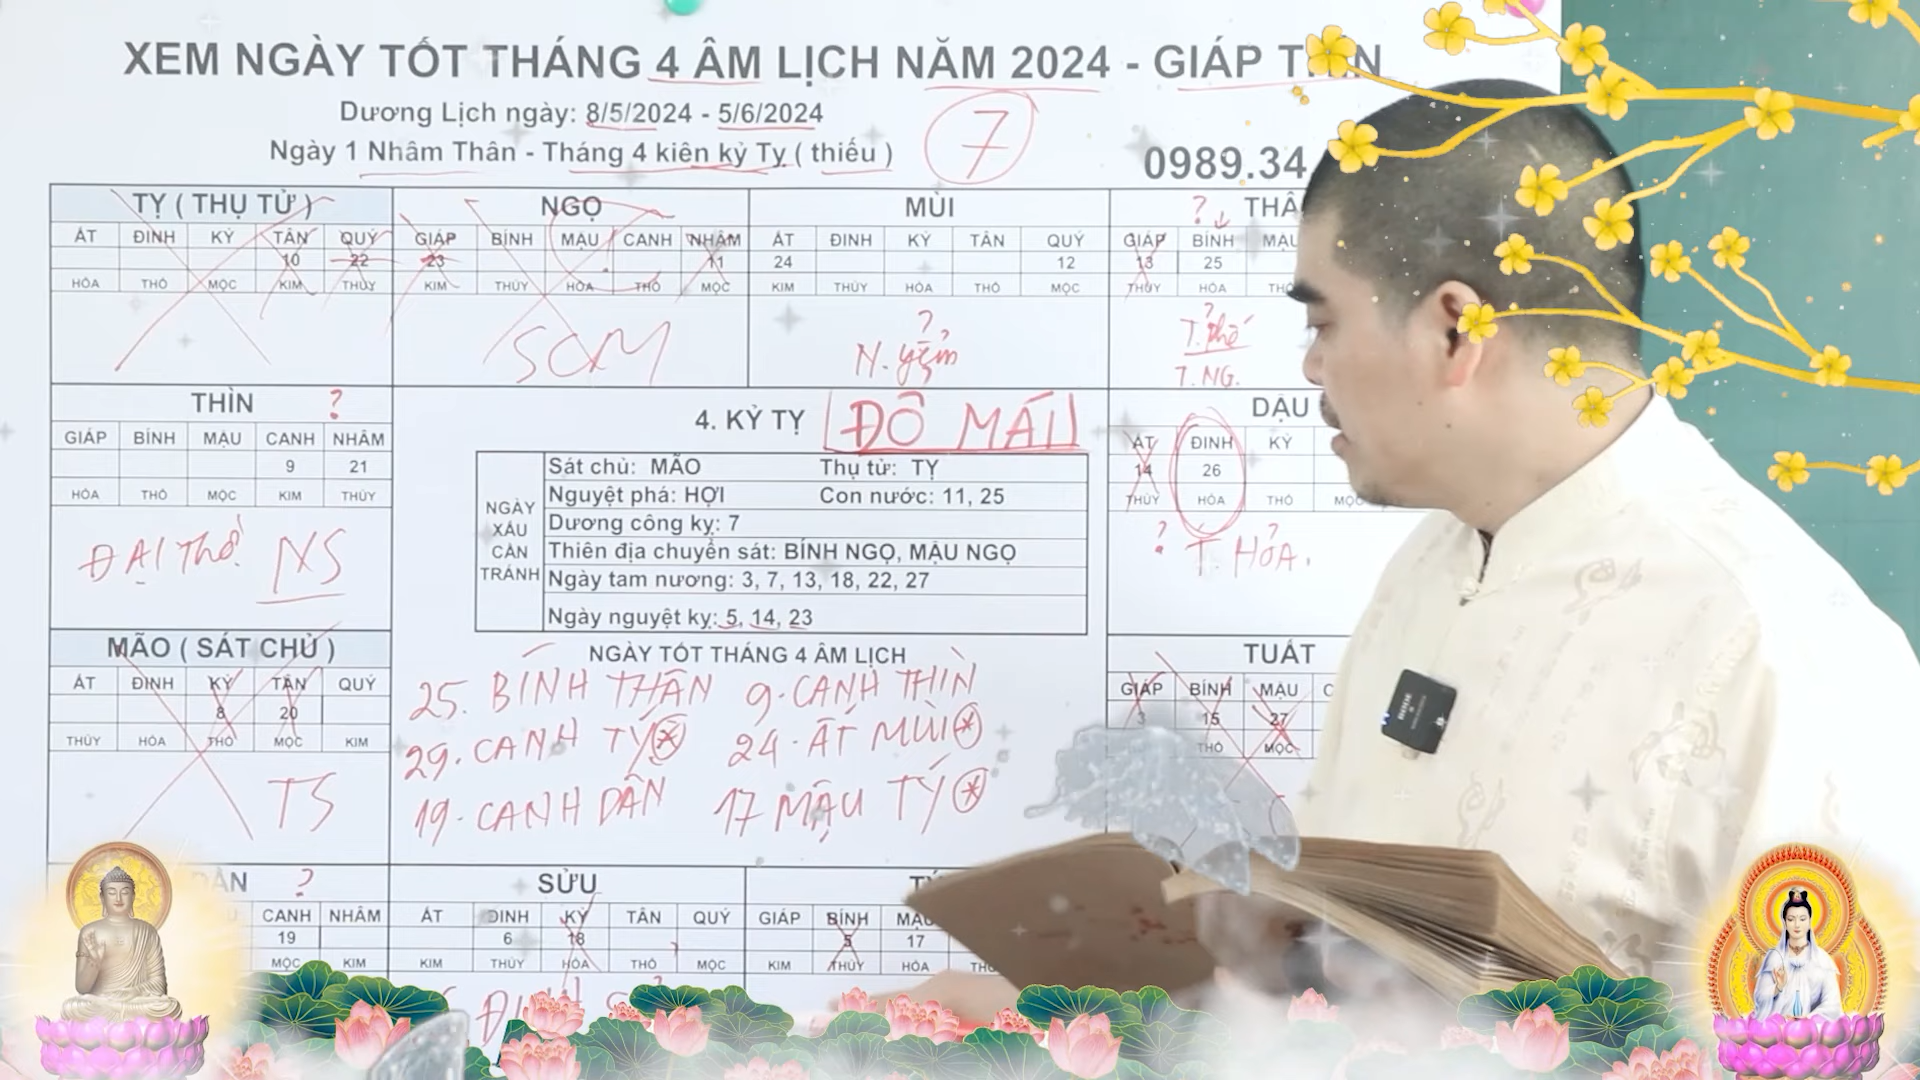 XEM NGÀY TỐT THÁNG 4 ÂM LỊCH NĂM 2024 - GIÁP
Dương Lịch ngày: 8/5/2024 - 5/6/2024
Ngày 1 Nhâm Thân - Tháng 4 kiên kỷ Tỵ ( thiếu )
7
0989.34
TỴ ( THỤ TỬ )
ẤT ĐINH KỶ TÂN QUÝ
10 22
HỎA THỔ MỘC KIM THỦY
NGỌ
GIÁP BÍNH MẬU CANH NHÂM
23 11
KIM THỦY HỎA THỔ MỘC
SCM
MÙI
ẤT ĐINH KỶ TÂN QUÝ
24 12
KIM THỦY HỎA THỔ MỘC
?
N. yểm
? THÂ
GIÁP BÍNH MẬU
13 25
THỦY HỎA THỔ
?
T. phế
T. NG.
THÌN ?
GIÁP BÍNH MẬU CANH NHÂM
9 21
HỎA THỔ MỘC KIM THỦY
ĐẠI THỔ NS
4. KỶ TỴ ĐỔ MÁI
NGÀY XẤU CẦN TRÁNH
Sát chủ: MÃO Thụ tử: TỴ
Nguyệt phá: HỢI Con nước: 11, 25
Dương công kỵ: 7
Thiên địa chuyển sát: BÍNH NGỌ, MẬU NGỌ
Ngày tam nương: 3, 7, 13, 18, 22, 27
Ngày nguyệt kỵ: 5, 14, 23
DẬU
ẤT ĐINH KỶ
14 26
THỦY HỎA THỔ MỘC
? T. HỎA.
MÃO ( SÁT CHỦ )
ẤT ĐINH KỶ TÂN QUÝ
8 20
THỦY HỎA THỔ MỘC KIM
TS
NGÀY TỐT THÁNG 4 ÂM LỊCH
25. BÍNH THÂN 9. CANH THÌN
29. CANH TÝ 24. ẤT MÙI
19. CANH DẦN 17 MẬU TÝ
TUẤT
GIÁP BÍNH MẬU C
3 15 27
THỔ MỘC
DẦN ?
CANH NHÂM
19
MỘC KIM
SỬU
ẤT ĐINH KỶ TÂN QUÝ
6 18
KIM THỦY HỎA THỔ MỘC
TÝ
GIÁP BÍNH MẬU
5 17
KIM THỦY HỎA THỔ